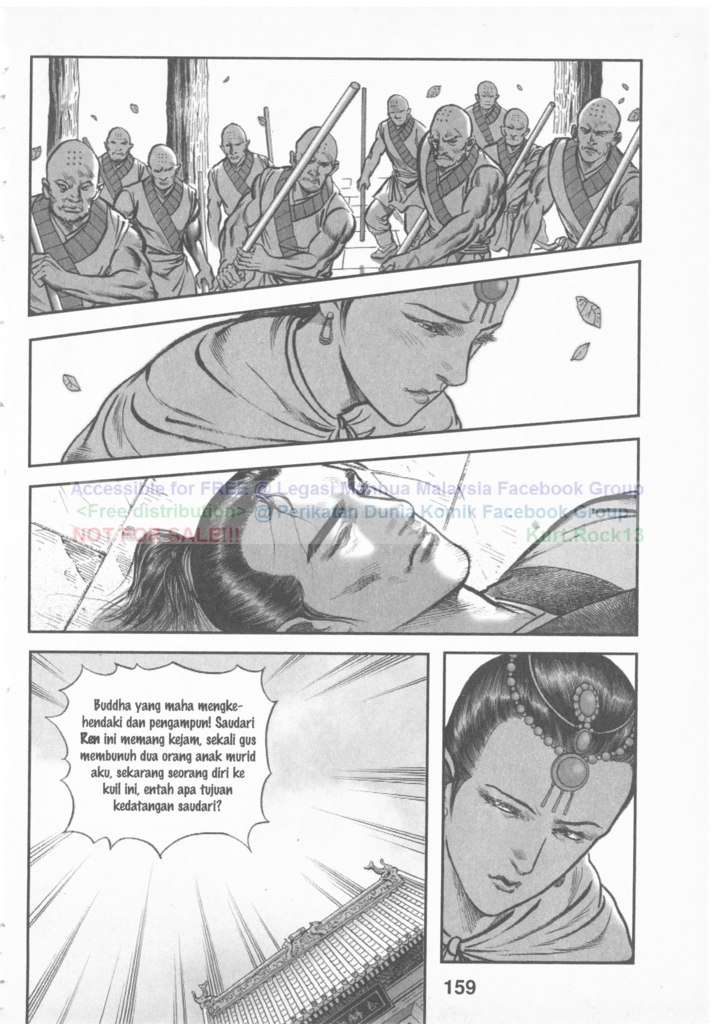 Accessible for FREE @ Legasi Manhua Malaysia Facebook Group
<Free distribution> @ Perikatan Dunia Komik Facebook Group
NOT FOR SALE!!! Kurt.Rock13
Buddha yang maha mengke-
hendaki dan pengampun! Saudari
Ren ini memang kejam, sekali gus
membunuh dua orang anak murid
aku, sekarang seorang diri ke
kuil ini, entah apa tujuan
kedatangan saudari?
159